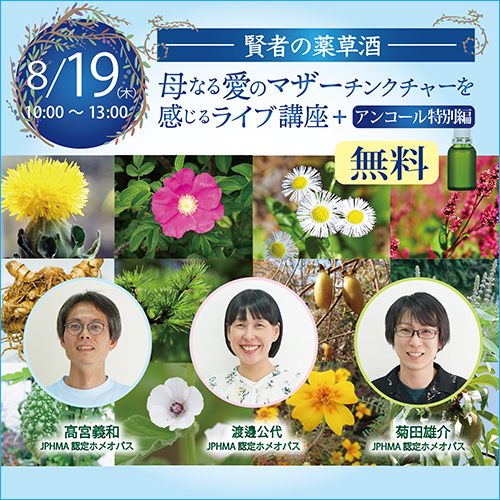 8/19(木)
10:00 ～ 13:00
賢者の薬草酒
母なる愛のマザーチンクチャーを
感じるライブ講座＋ アンコール特別編
無料
高宮義和
JPHMA 認定ホメオパス
渡邊公代
JPHMA 認定ホメオパス
菊田雄介
JPHMA 認定ホメオパス